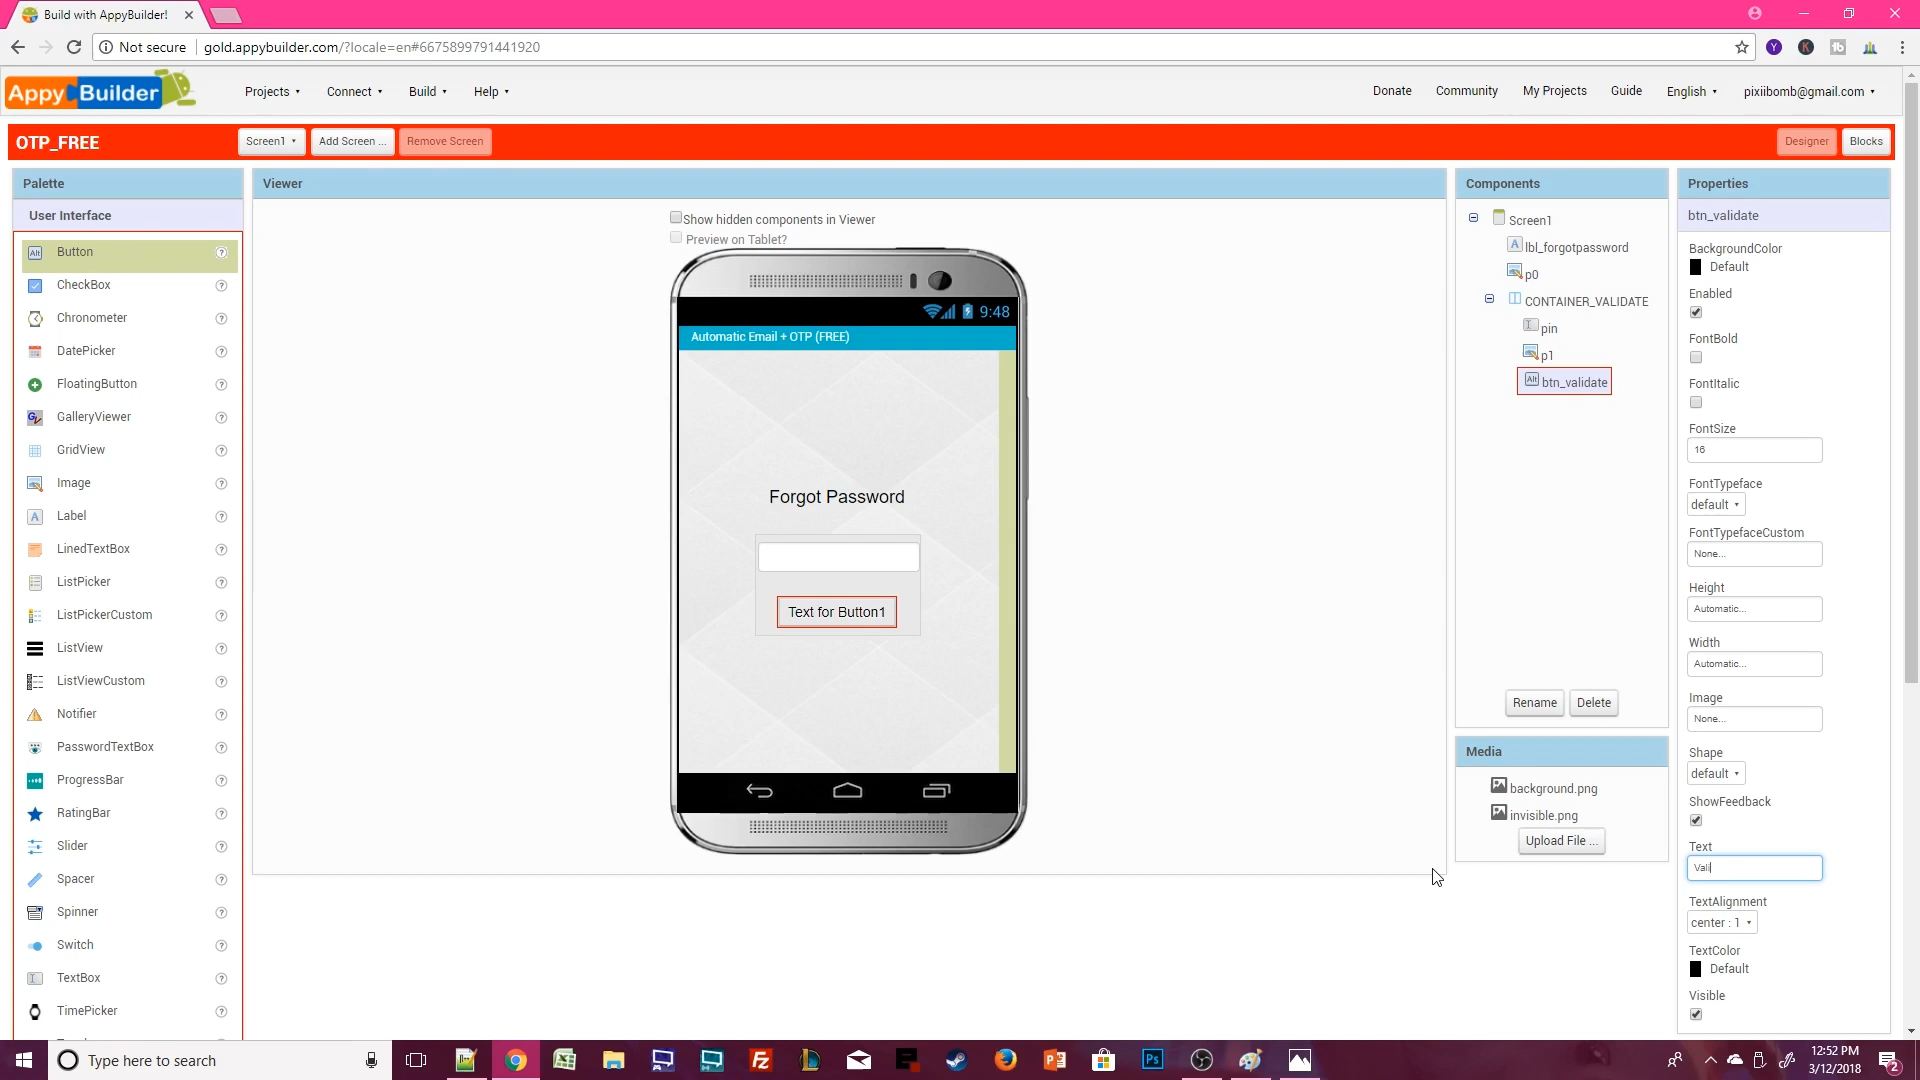 Build with AppyBuilder!
Not secure
gold.appybuilder.com/?locale=en#6675899791441920
Appy Builder
Projects
Connect
Build
Help
Donate
Community
My Projects
Guide
English
pixiibomb@gmail.com
OTP_FREE
Screen1
Add Screen ...
Remove Screen
Designer
Blocks
Palette
User Interface
Button
CheckBox
Chronometer
DatePicker
FloatingButton
GalleryViewer
GridView
Image
Label
LinedTextBox
ListPicker
ListPickerCustom
ListView
ListViewCustom
Notifier
PasswordTextBox
ProgressBar
RatingBar
Slider
Spacer
Spinner
Switch
TextBox
TimePicker
Viewer
Show hidden components in Viewer
Preview on Tablet?
9:48
Automatic Email + OTP (FREE)
Forgot Password
Text for Button1
Components
Screen1
lbl_forgotpassword
p0
CONTAINER_VALIDATE
pin
p1
btn_validate
Rename
Delete
Media
background.png
invisible.png
Upload File ...
Properties
btn_validate
BackgroundColor
Default
Enabled
FontBold
FontItalic
FontSize
16
FontTypeface
default
FontTypefaceCustom
None...
Height
Automatic...
Width
Automatic...
Image
None...
Shape
default
ShowFeedback
Text
Vali
TextAlignment
center : 1
TextColor
Default
Visible
Type here to search
12:52 PM
3/12/2018
2